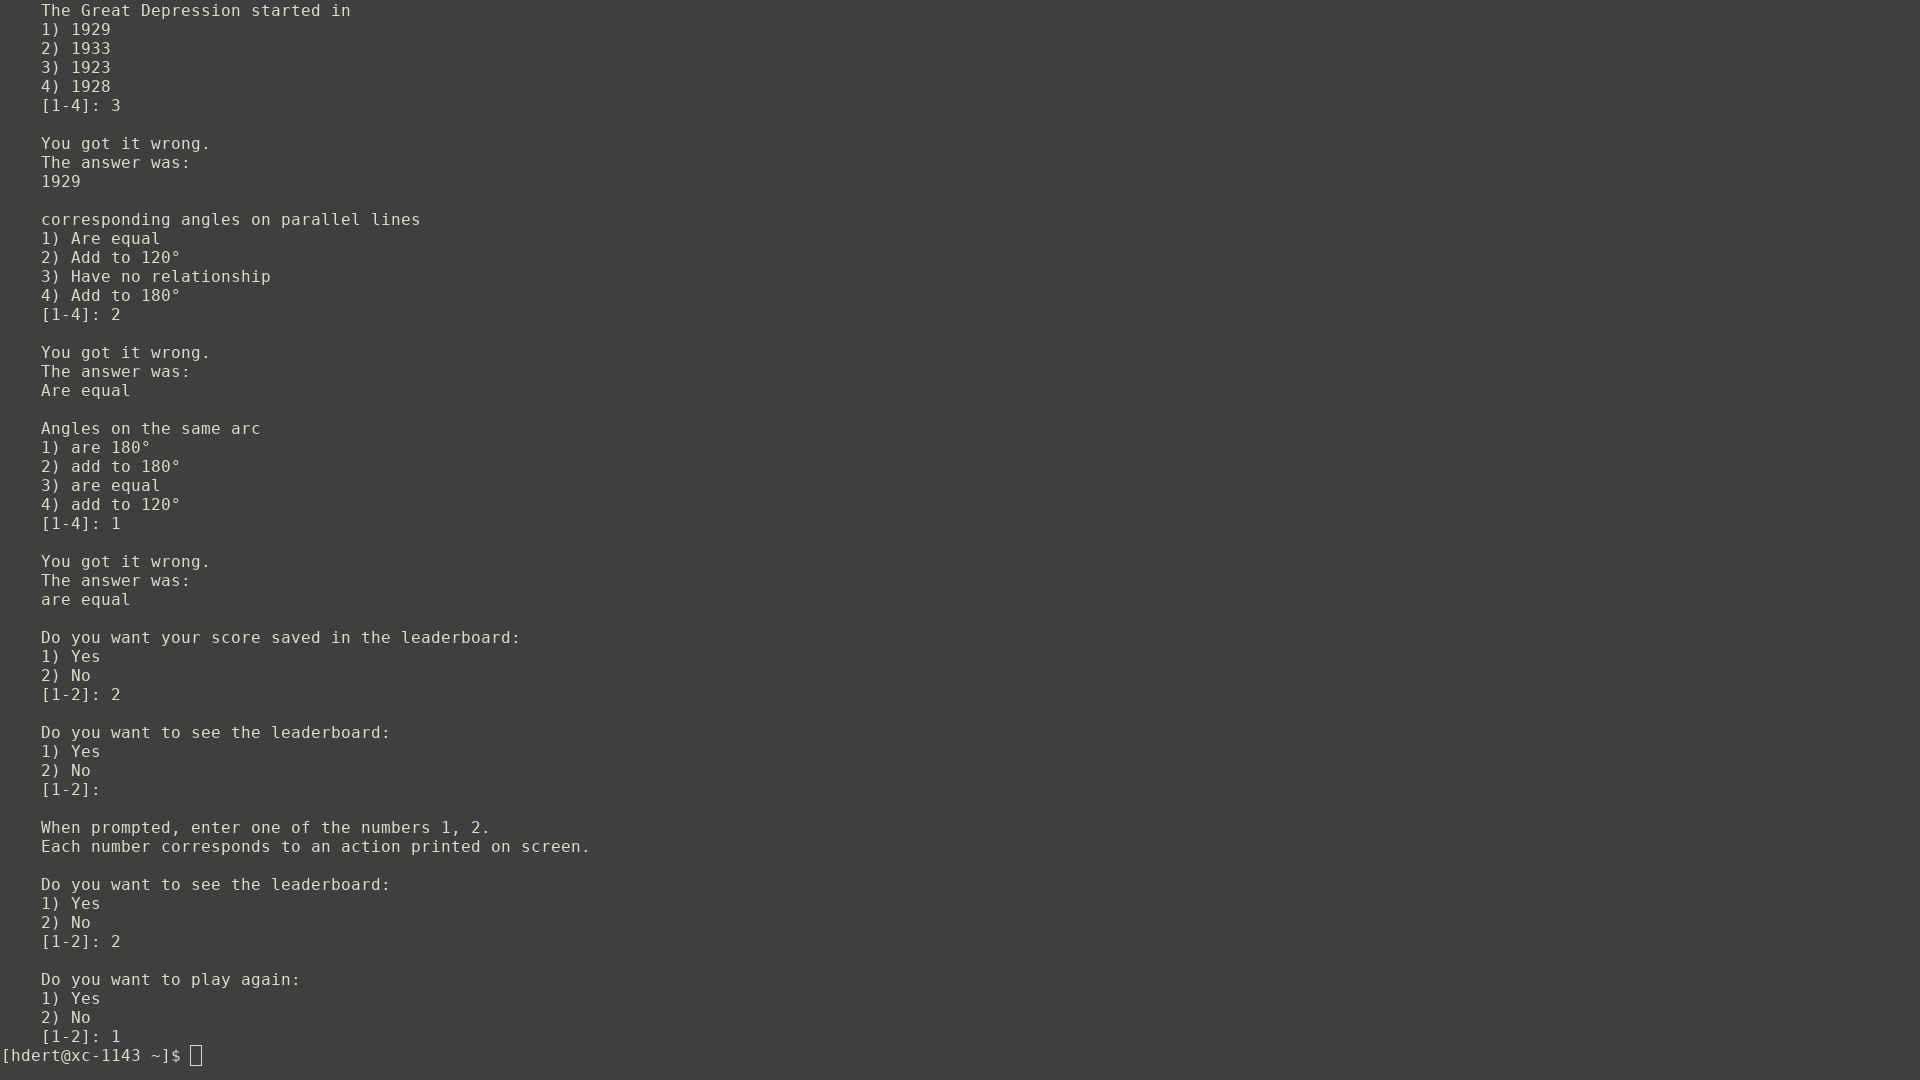 The Great Depression started in
1) 1929
2) 1933
3) 1923
4) 1928
[1-4]: 3
You got it wrong.
The answer was:
1929
corresponding angles on parallel lines
1) Are equal
2) Add to 120°
3) Have no relationship
4) Add to 180°
[1-4]: 2
You got it wrong.
The answer was:
Are equal
Angles on the same arc
1) are 180°
2) add to 180°
3) are equal
4) add to 120°
[1-4]: 1
You got it wrong.
The answer was:
are equal
Do you want your score saved in the leaderboard:
1) Yes
2) No
[1-2]: 2
Do you want to see the leaderboard:
1) Yes
2) No
[1-2]:
When prompted, enter one of the numbers 1, 2.
Each number corresponds to an action printed on screen.
Do you want to see the leaderboard:
1) Yes
2) No
[1-2]: 2
Do you want to play again:
1) Yes
2) No
[1-2]: 1
[hdert@xc-1143 ~]$